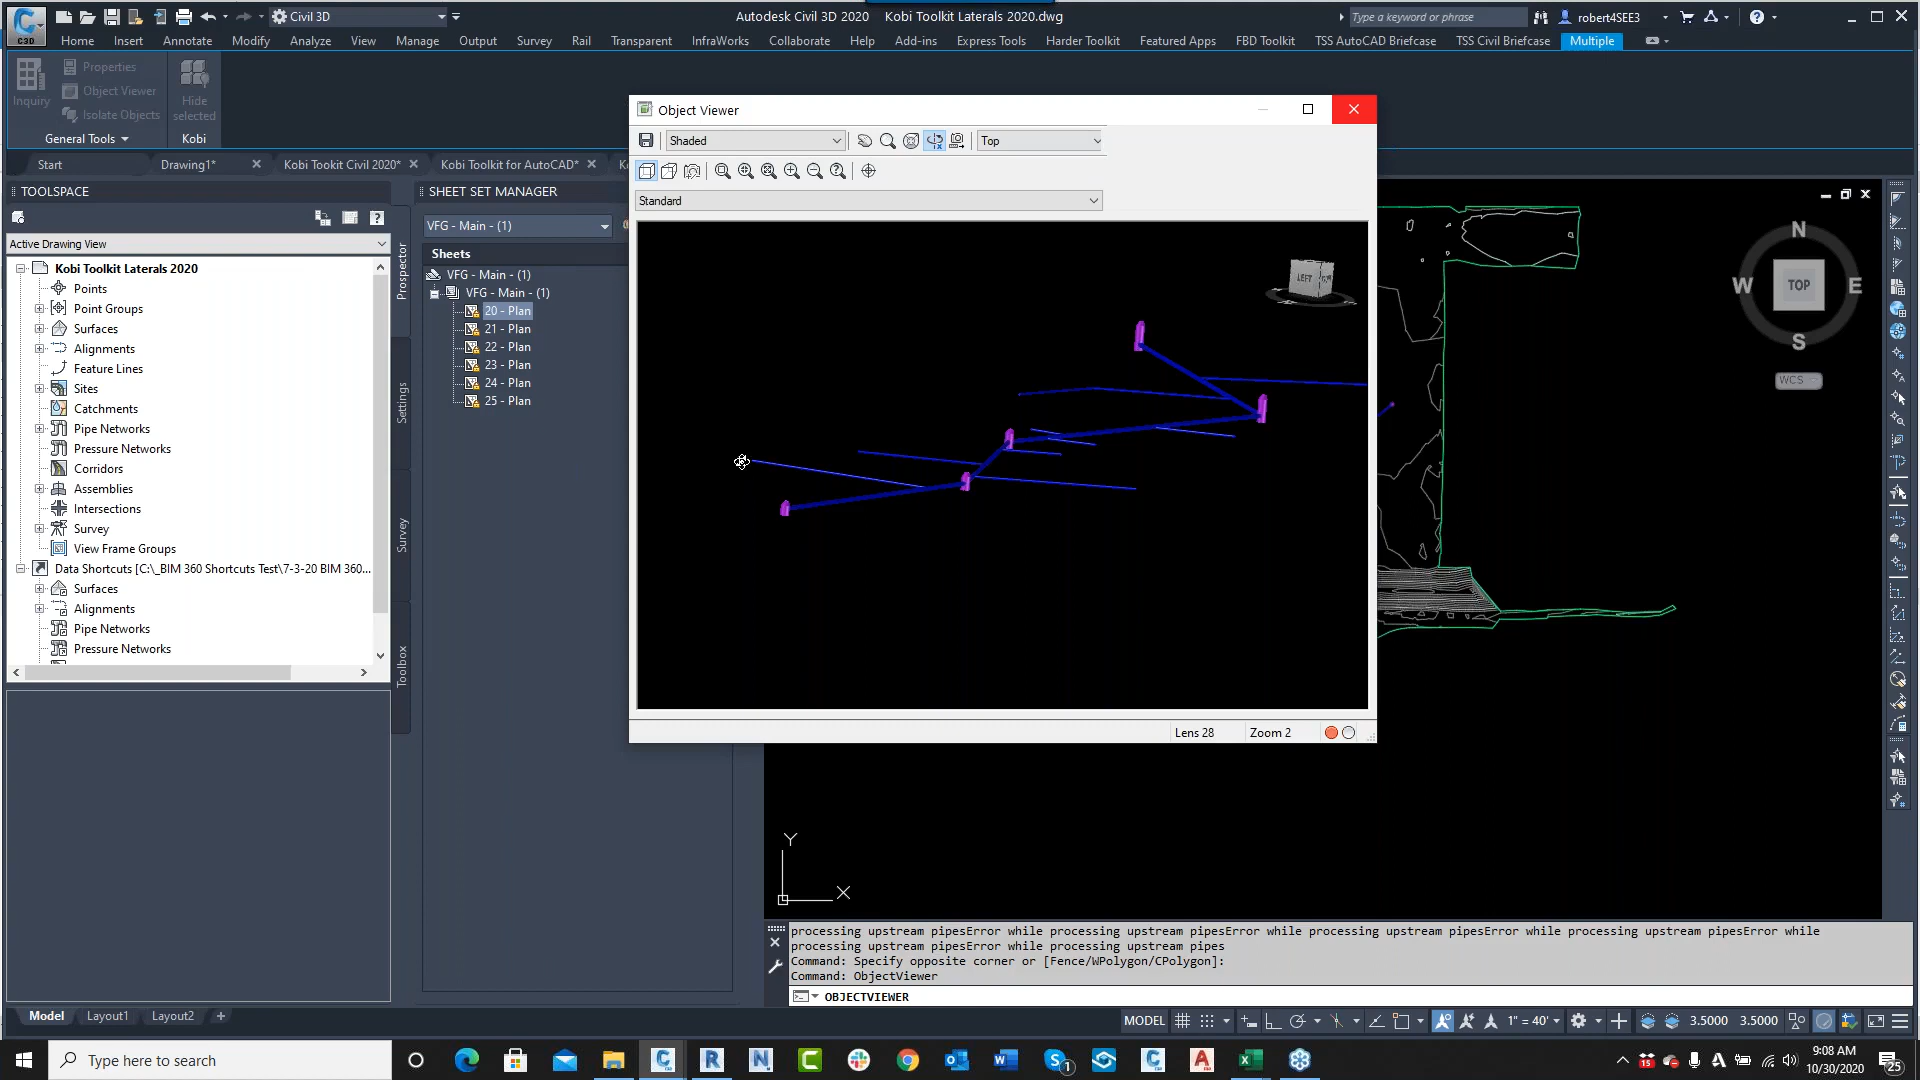 Civil 3D
Autodesk Civil 3D 2020 Kobi Toolkit Laterals 2020.dwg
Type a keyword or phrase
robert4SEE3
C3D
Home Insert Annotate Modify Analyze View Manage Output Survey Rail Transparent InfraWorks Collaborate Help Add-ins Express Tools Harder Toolkit Featured Apps FBD Toolkit TSS AutoCAD Briefcase TSS Civil Briefcase Multiple
Inquiry
Properties
Object Viewer
Isolate Objects
General Tools
Hide
selected
Kobi
Start Drawing1* Kobi Tookit Civil 2020* Kobi Toolkit for AutoCAD*
TOOLSPACE
Active Drawing View
Kobi Toolkit Laterals 2020
Points
Point Groups
Surfaces
Alignments
Feature Lines
Sites
Catchments
Pipe Networks
Pressure Networks
Corridors
Assemblies
Intersections
Survey
View Frame Groups
Data Shortcuts [C:\_BIM 360 Shortcuts Test\7-3-20 BIM 360...
Surfaces
Alignments
Pipe Networks
Pressure Networks
Prospector
Settings
Survey
Toolbox
SHEET SET MANAGER
VFG - Main - (1)
Sheets
VFG - Main - (1)
VFG - Main - (1)
20 - Plan
21 - Plan
22 - Plan
23 - Plan
24 - Plan
25 - Plan
Object Viewer
Shaded
Top
Standard
LEFT
Lens 28
Zoom 2
N
W TOP E
S
WCS
Y
X
processing upstream pipesError while processing upstream pipesError while processing upstream pipesError while processing upstream pipesError while
processing upstream pipesError while processing upstream pipes
Command: Specify opposite corner or [Fence/WPolygon/CPolygon]:
Command: ObjectViewer
OBJECTVIEWER
Model Layout1 Layout2
MODEL
1" = 40'
3.5000 3.5000
Type here to search
9:08 AM
10/30/2020
25